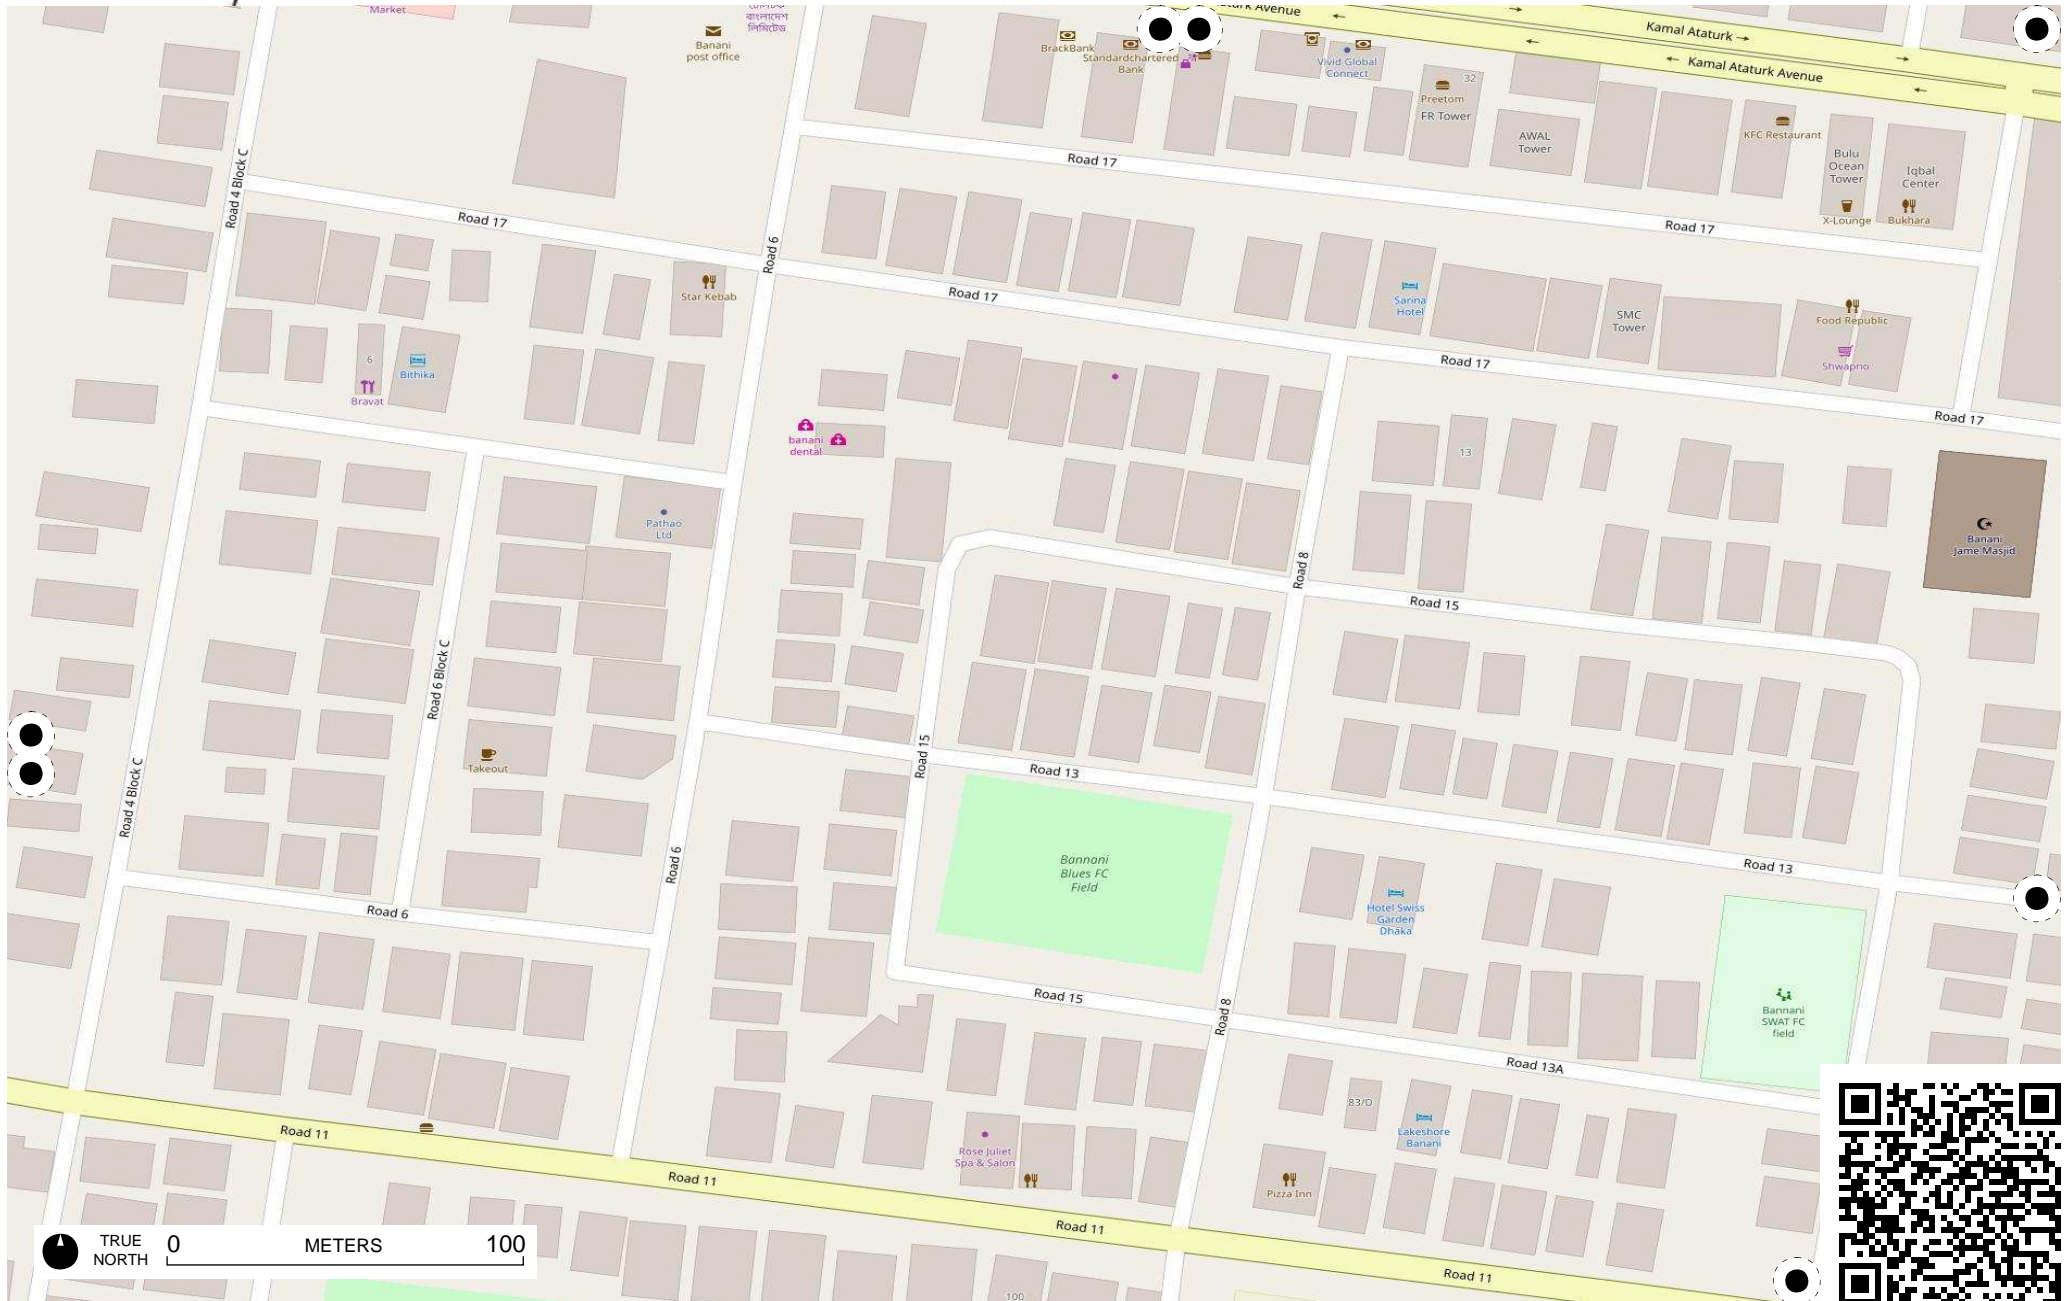 Market
বাংলাদেশ
লিমিটেড
Banani
post office
BrackBank
Standardchartered
Bank
Vivid Global
Connect
Kamal Ataturk →
← Kamal Ataturk Avenue
32
Preetom
FR Tower
AWAL
Tower
KFC Restaurant
Bulu
Ocean
Tower
Iqbal
Center
X-Lounge
Bukhara
Road 4 Block C
Road 17
Road 17
Road 17
Road 6
Star Kebab
Road 17
Sarina
Hotel
SMC
Tower
Food Republic
Shwapno
Road 17
Road 17
6
Bravat
Bithika
banani
dental
13
Pathao
Ltd
Banani
Jame Masjid
Road 8
Road 15
Road 6 Block C
Road 15
Road 13
Takeout
Road 4 Block C
Road 6
Bannani
Blues FC
Field
Road 13
Hotel Swiss
Garden
Dhaka
Road 6
Road 15
Road 8
Bannani
SWAT FC
field
Road 13A
83/D
Lakeshore
Banani
Road 11
Rose Juliet
Spa & Salon
Road 11
Pizza Inn
Road 11
Road 11
100
TRUE
NORTH
0 METERS 100